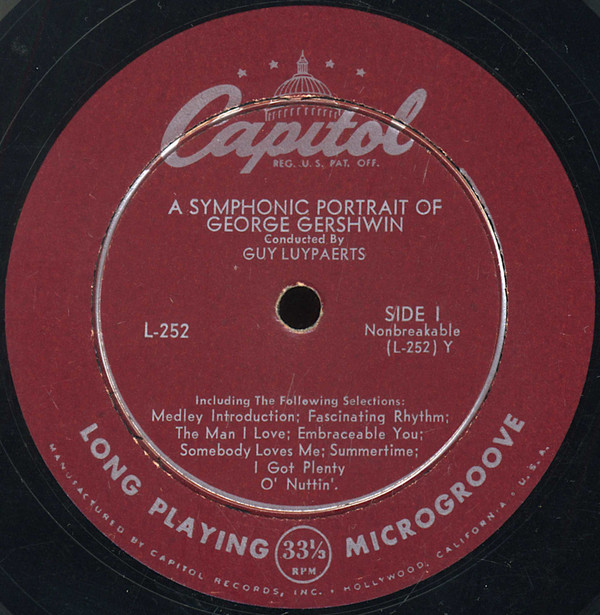 Capitol
REG. U.S. PAT. OFF.
A SYMPHONIC PORTRAIT OF
GEORGE GERSHWIN
Conducted By
GUY LUYPAERTS
L-252
SIDE 1
Nonbreakable
(L-252) Y
Including The Following Selections:
Medley Introduction; Fascinating Rhythm;
The Man I Love; Embraceable You;
Somebody Loves Me; Summertime;
I Got Plenty
O' Nuttin'.
LONG PLAYING 33⅓ RPM MICROGROOVE
MANUFACTURED BY CAPITOL RECORDS, INC. • HOLLYWOOD, CALIFORNIA • U.S.A.